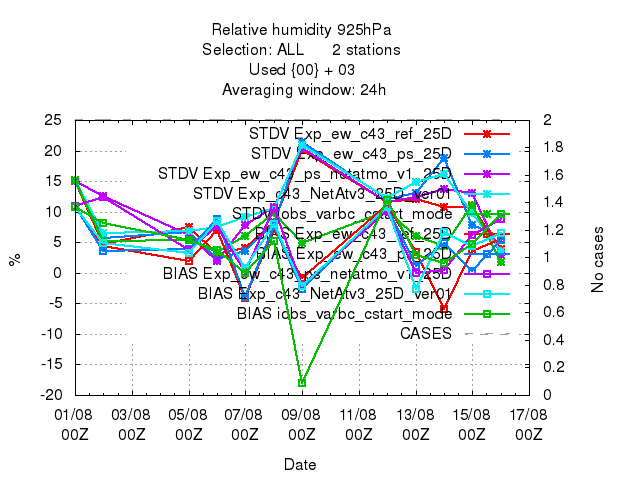 Relative humidity 925hPa
Selection: ALL 2 stations
Used {00} + 03
Averaging window: 24h
25
20
15
10
5
0
-5
-10
-15
-20
%
2
1.8
1.6
1.4
1.2
1
0.8
0.6
0.4
0.2
0
No cases
STDV Exp_ew_c43_ref_25D
STDV Exp_ew_c43_ps_25D
STDV Exp_ew_c43_ps_netatmo_v1_25D
STDV Exp_c43_NetAtv3_25D_ver01
STDV iobs_varbc_cstart_mode
BIAS Exp_ew_c43_ref_25D
BIAS Exp_ew_c43_ps_25D
BIAS Exp_ew_c43_ps_netatmo_v1_25D
BIAS Exp_c43_NetAtv3_25D_ver01
BIAS iobs_varbc_cstart_mode
CASES
01/08 03/08 05/08 07/08 09/08 11/08 13/08 15/08 17/08
00Z 00Z 00Z 00Z 00Z 00Z 00Z 00Z 00Z
Date